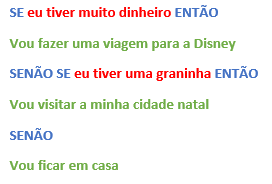 SE eu tiver muito dinheiro ENTÃO
Vou fazer uma viagem para a Disney
SENÃO SE eu tiver uma graninha ENTÃO
Vou visitar a minha cidade natal
SENÃO
Vou ficar em casa